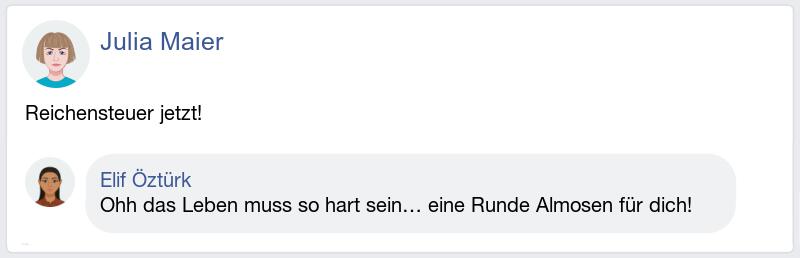 Julia Maier
Reichensteuer jetzt!
Elif Öztürk
Ohh das Leben muss so hart sein… eine Runde Almosen für dich!